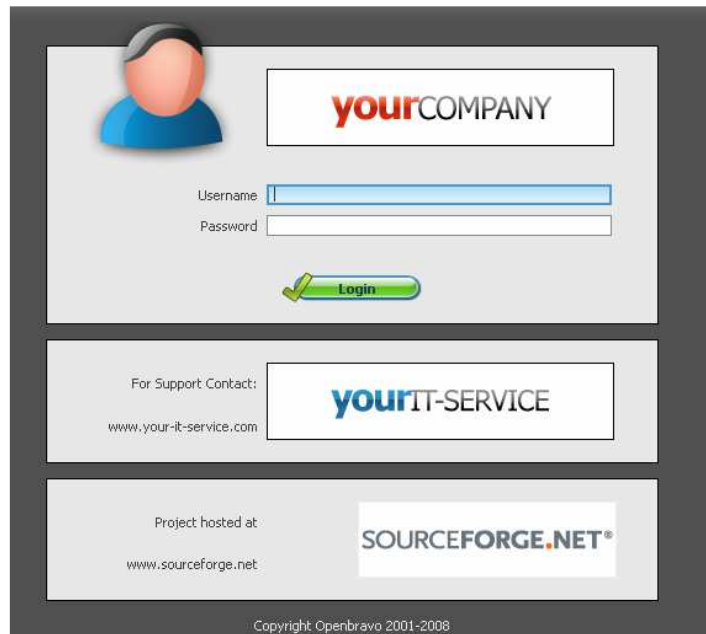 yourCOMPANY
Username
Password
Login
For Support Contact:
www.your-it-service.com
yourIT-SERVICE
Project hosted at
www.sourceforge.net
SOURCEFORGE.NET®
Copyright Openbravo 2001-2008